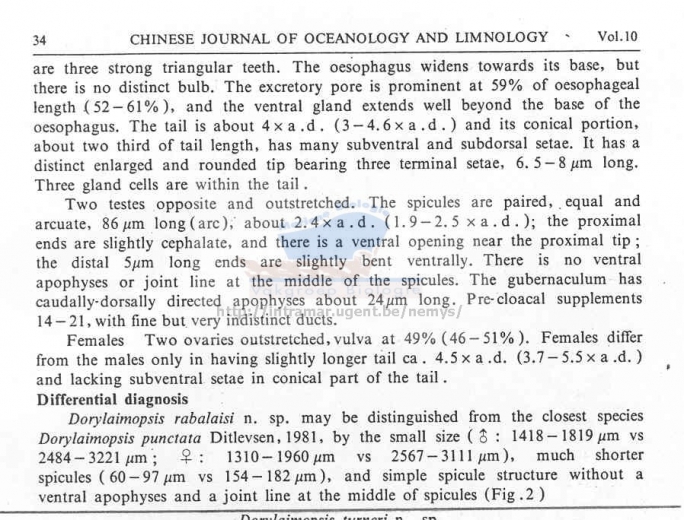 34 CHINESE JOURNAL OF OCEANOLOGY AND LIMNOLOGY Vol.10
are three strong triangular teeth. The oesophagus widens towards its base, but
there is no distinct bulb. The excretory pore is prominent at 59% of oesophageal
length (52–61%), and the ventral gland extends well beyond the base of the
oesophagus. The tail is about 4×a.d. (3–4.6×a.d.) and its conical portion,
about two third of tail length, has many subventral and subdorsal setae. It has a
distinct enlarged and rounded tip bearing three terminal setae, 6.5–8 μm long.
Three gland cells are within the tail.
Two testes opposite and outstretched. The spicules are paired, equal and
arcuate, 86 μm long (arc), about 2.4×a.d. (1.9–2.5 ×a.d.); the proximal
ends are slightly cephalate, and there is a ventral opening near the proximal tip;
the distal 5μm long ends are slightly bent ventrally. There is no ventral
apophyses or joint line at the middle of the spicules. The gubernaculum has
caudally-dorsally directed apophyses about 24μm long. Pre-cloacal supplements
14–21, with fine but very indistinct ducts.
http://intramar.ugent.be/nemys/
Females Two ovaries outstretched, vulva at 49% (46–51%). Females differ
from the males only in having slightly longer tail ca. 4.5×a.d. (3.7–5.5×a.d.)
and lacking subventral setae in conical part of the tail.
Differential diagnosis
Dorylaimopsis rabalaisi n. sp. may be distinguished from the closest species
Dorylaimopsis punctata Ditlevsen, 1981, by the small size (♂: 1418–1819 μm vs
2484–3221 μm; ♀: 1310–1960 μm vs 2567–3111 μm), much shorter
spicules (60–97 μm vs 154–182 μm), and simple spicule structure without a
ventral apophyses and a joint line at the middle of spicules (Fig.2)
Dorylaimopsis turneri n. sp.